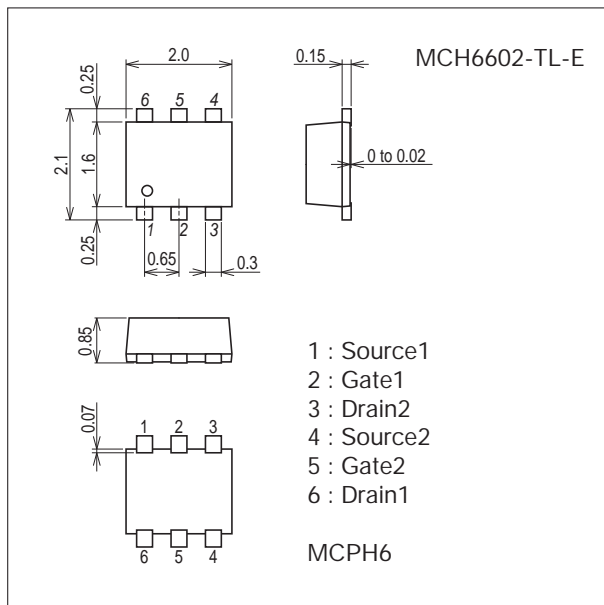 MCH6602-TL-E
0.25
2.0
0.15
6 5 4
2.1
1.6
0 to 0.02
0.25
1 2 3
0.65
0.3
0.85
1 : Source1
2 : Gate1
3 : Drain2
4 : Source2
5 : Gate2
6 : Drain1
0.07
1 2 3
6 5 4
MCPH6